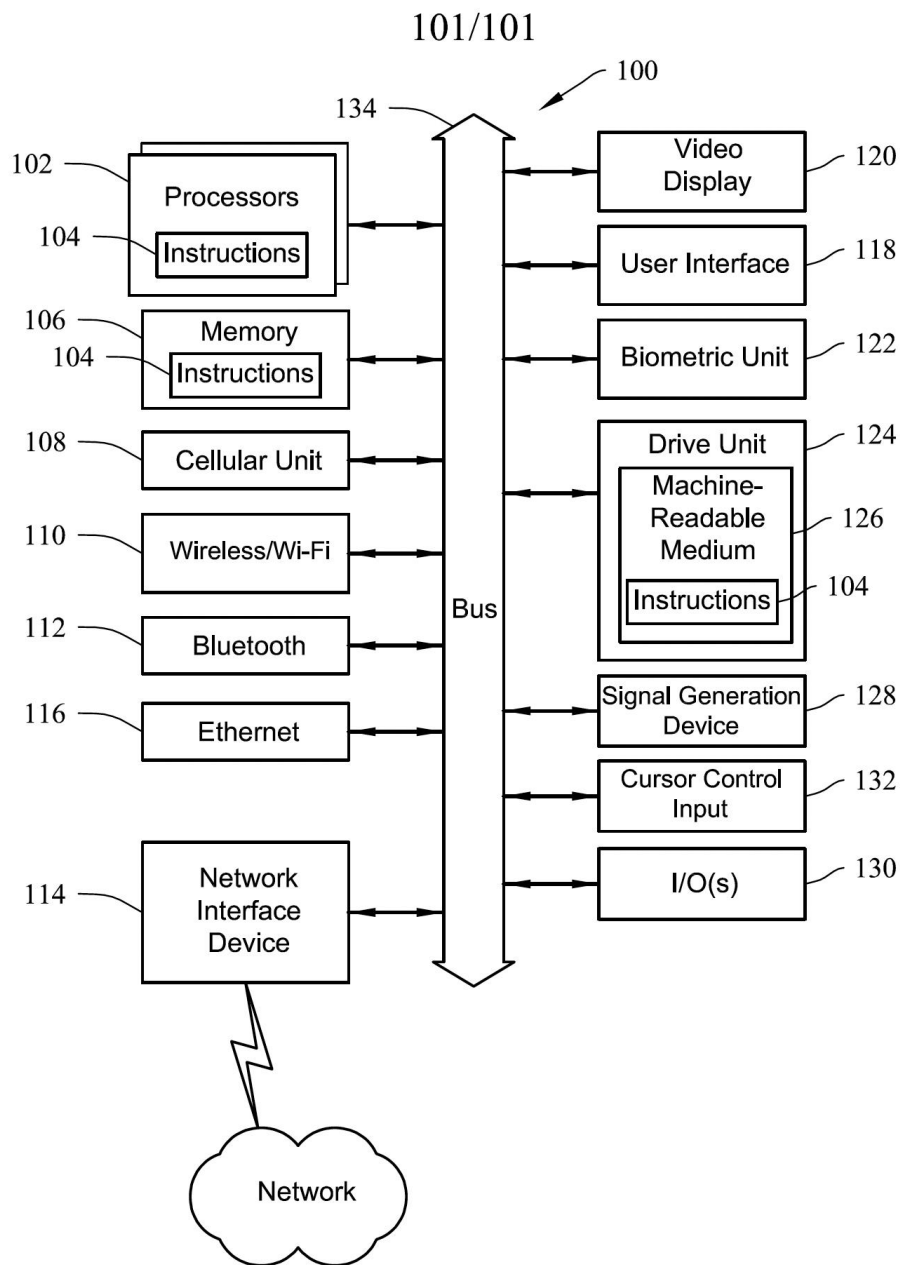 101/101
100
134
102
Processors
104
Instructions
106
Memory
104
Instructions
108
Cellular Unit
110
Wireless/Wi-Fi
112
Bluetooth
116
Ethernet
114
Network
Interface
Device
Network
Bus
Video
Display
120
User Interface
118
Biometric Unit
122
Drive Unit
124
Machine-
Readable
Medium
126
Instructions
104
Signal Generation
Device
128
Cursor Control
Input
132
I/O(s)
130